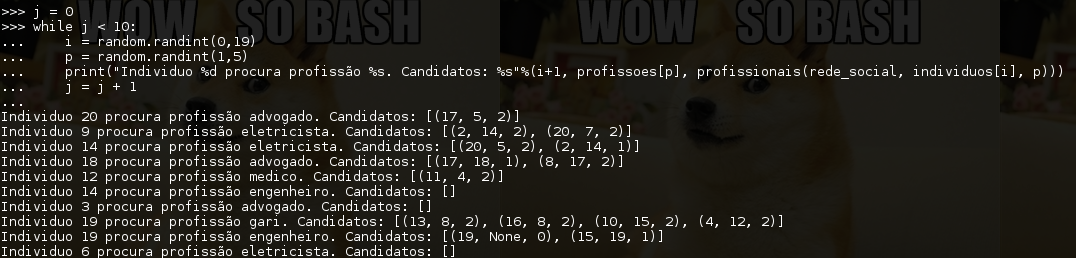 WOW SO BASH WOW SO BASH
>>> j = 0
>>> while j < 10:
...     i = random.randint(0,19)
...     p = random.randint(1,5)
...     print("Individuo %d procura profissão %s. Candidatos: %s"%(i+1, profissoes[p], profissionais(rede_social, individuos[i], p)))
...     j = j + 1
...
Individuo 20 procura profissão advogado. Candidatos: [(17, 5, 2)]
Individuo 9 procura profissão eletricista. Candidatos: [(2, 14, 2), (20, 7, 2)]
Individuo 14 procura profissão eletricista. Candidatos: [(20, 5, 2), (2, 14, 1)]
Individuo 18 procura profissão advogado. Candidatos: [(17, 18, 1), (8, 17, 2)]
Individuo 12 procura profissão medico. Candidatos: [(11, 4, 2)]
Individuo 14 procura profissão engenheiro. Candidatos: []
Individuo 3 procura profissão advogado. Candidatos: []
Individuo 19 procura profissão gari. Candidatos: [(13, 8, 2), (16, 8, 2), (10, 15, 2), (4, 12, 2)]
Individuo 19 procura profissão engenheiro. Candidatos: [(19, None, 0), (15, 19, 1)]
Individuo 6 procura profissão eletricista. Candidatos: []